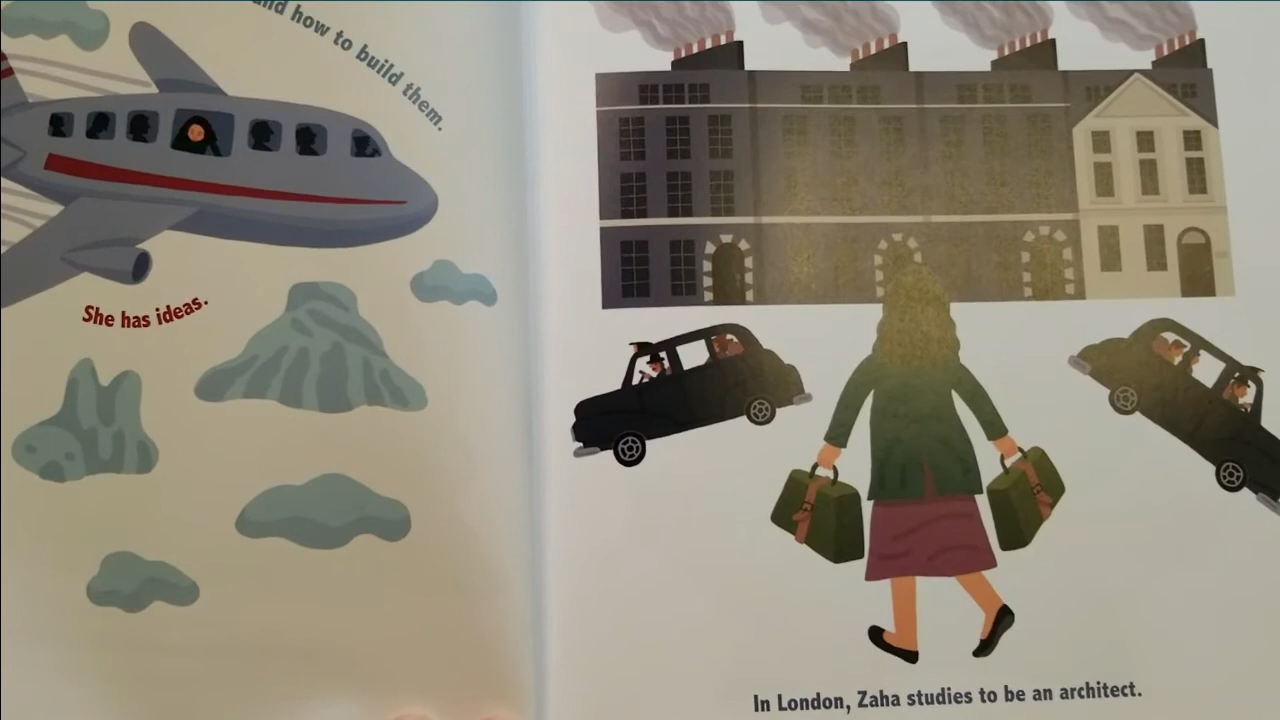 and how to build them.
She has ideas.
In London, Zaha studies to be an architect.